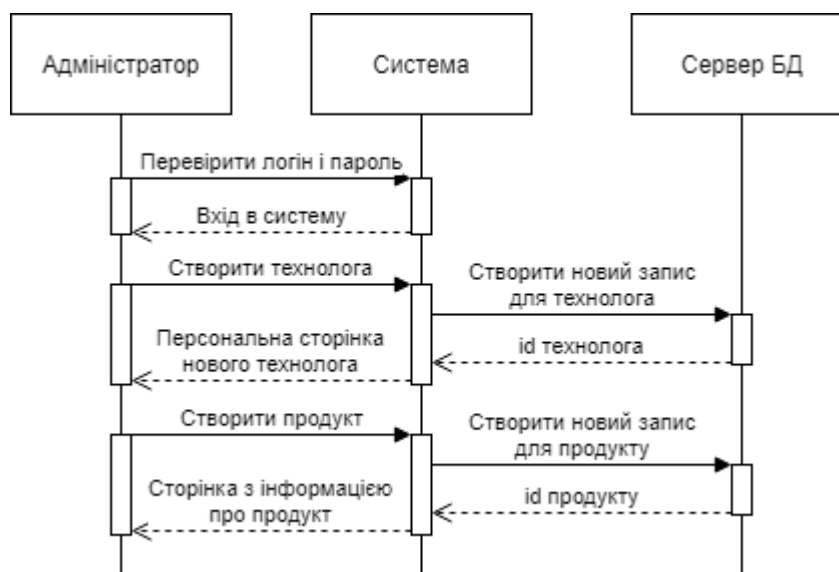 Адміністратор
Система
Сервер БД
Перевірити логін і пароль
Вхід в систему
Створити технолога
Створити новий запис
для технолога
Персональна сторінка
нового технолога
id технолога
Створити продукт
Створити новий запис
для продукту
Сторінка з інформацією
про продукт
id продукту